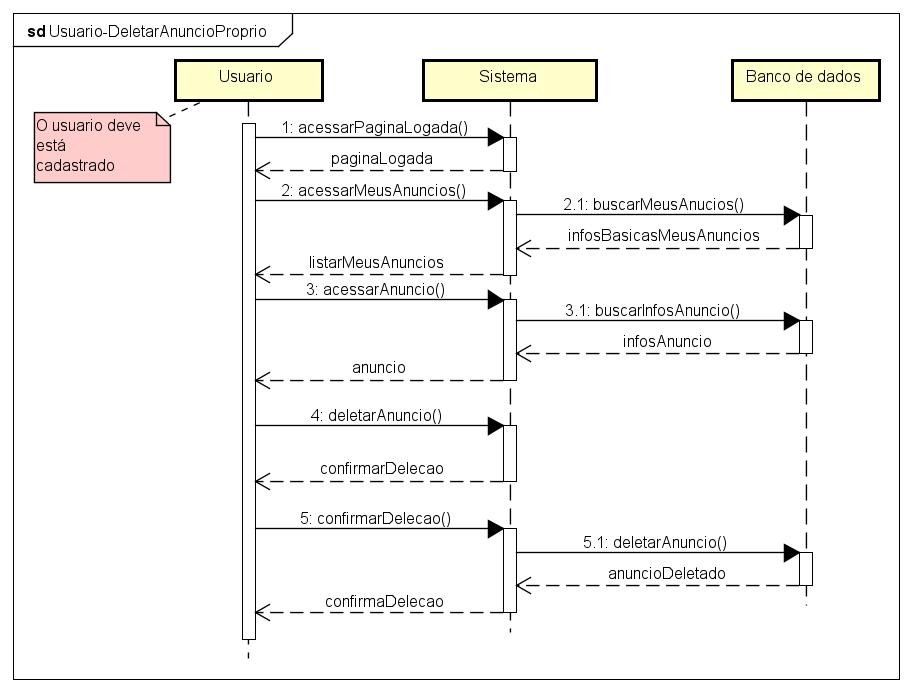 sd Usuario-DeletarAnuncioProprio
Usuario
Sistema
Banco de dados
O usuario deve
está
cadastrado
1: acessarPaginaLogada()
paginaLogada
2: acessarMeusAnuncios()
2.1: buscarMeusAnucios()
infosBasicasMeusAnuncios
listarMeusAnuncios
3: acessarAnuncio()
3.1: buscarInfosAnuncio()
infosAnuncio
anuncio
4: deletarAnuncio()
confirmarDelecao
5: confirmarDelecao()
5.1: deletarAnuncio()
anuncioDeletado
confirmaDelecao